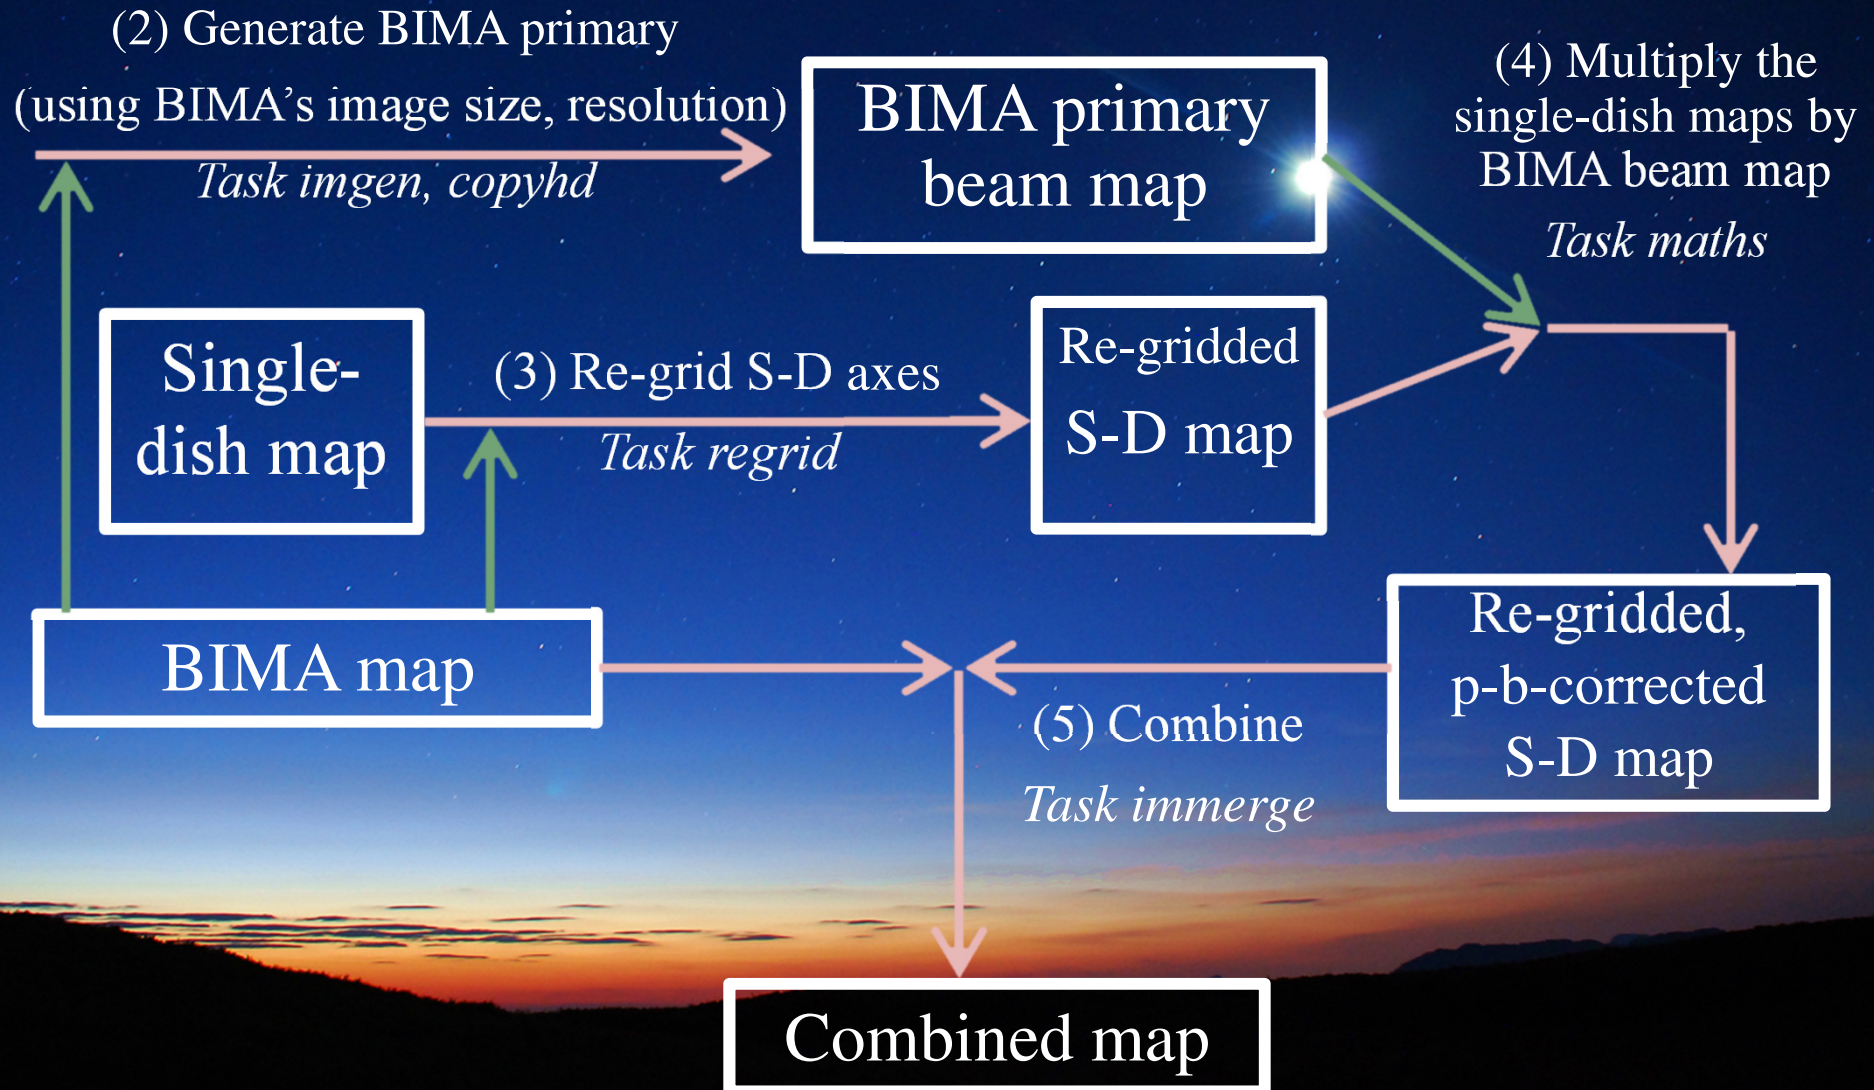 (2) Generate BIMA primary
(using BIMA’s image size, resolution)
Task imgen, copyhd
BIMA primary
beam map
(4) Multiply the
single-dish maps by
BIMA beam map
Task maths
Single-
dish map
(3) Re-grid S-D axes
Task regrid
Re-gridded
S-D map
BIMA map
(5) Combine
Task immerge
Re-gridded,
p-b-corrected
S-D map
Combined map